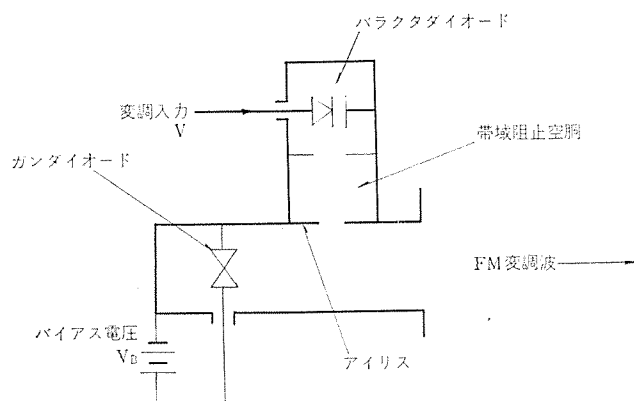 バラクタダイオード
変調入力
V
帯域阻止空胴
ガンダイオード
FM変調波
バイアス電圧
VB
アイリス